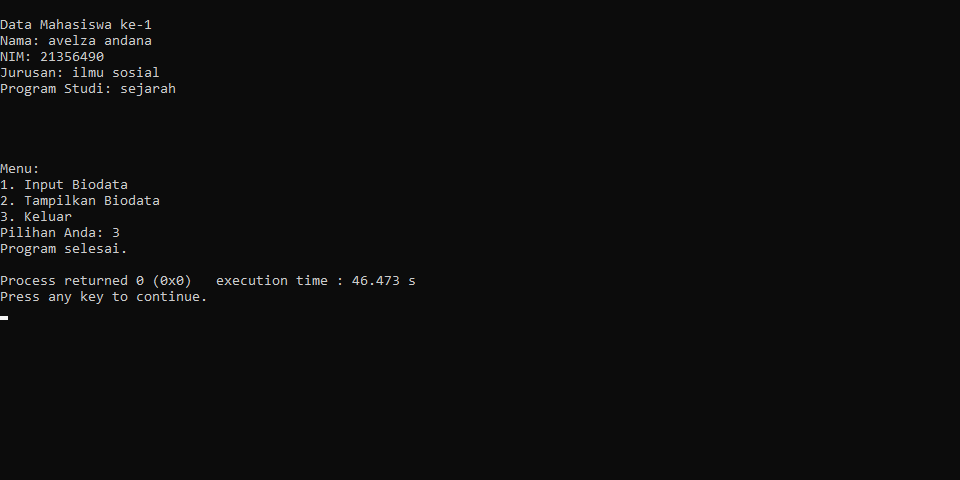 Data Mahasiswa ke-1
Nama: avelza andana
NIM: 21356490
Jurusan: ilmu sosial
Program Studi: sejarah
Menu:
1. Input Biodata
2. Tampilkan Biodata
3. Keluar
Pilihan Anda: 3
Program selesai.
Process returned 0 (0x0)   execution time : 46.473 s
Press any key to continue.